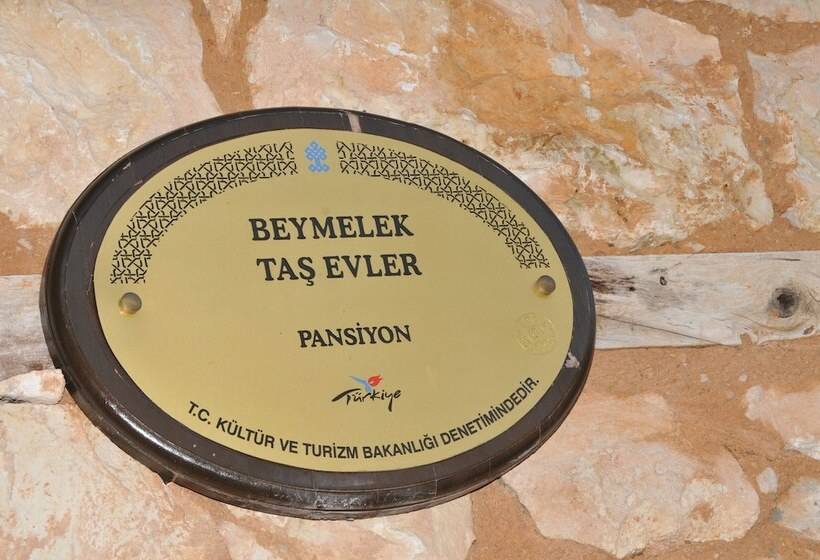 BEYMELEK
TAŞ EVLER
PANSİYON
Türkiye
T.C. KÜLTÜR VE TURİZM BAKANLIĞI DENETİMİNDEDİR.